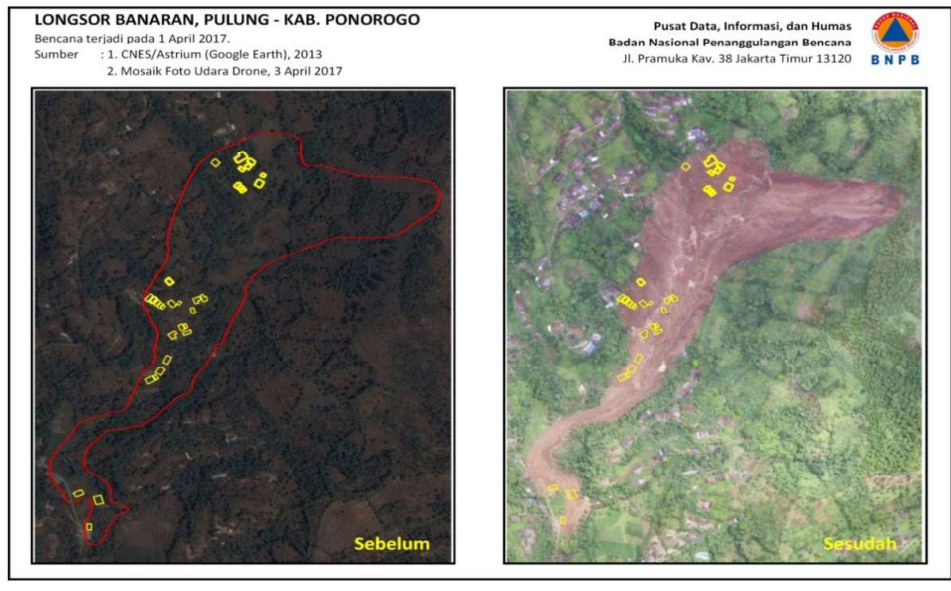 LONGSOR BANARAN, PULUNG - KAB. PONOROGO
Bencana terjadi pada 1 April 2017.
Sumber : 1. CNES/Astrium (Google Earth), 2013
2. Mosaik Foto Udara Drone, 3 April 2017
Pusat Data, Informasi, dan Humas
Badan Nasional Penanggulangan Bencana
Jl. Pramuka Kav. 38 Jakarta Timur 13120
BNPB
Sebelum
Sesudah